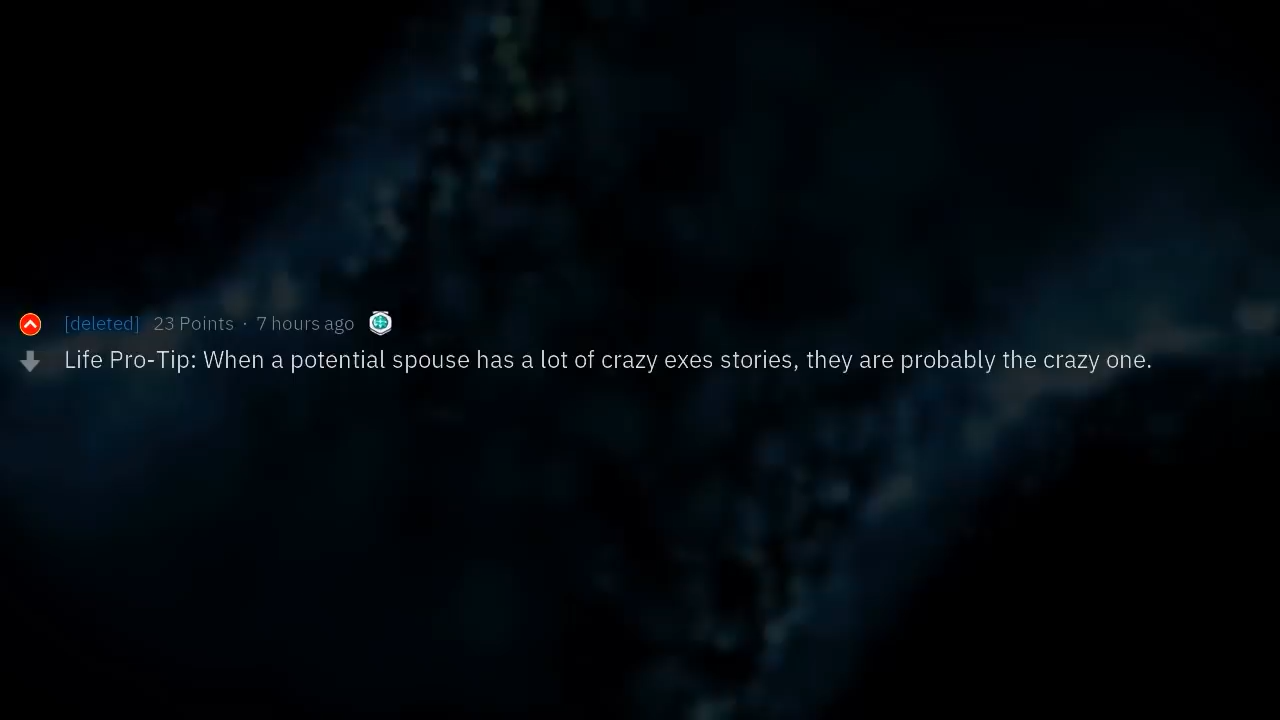 [deleted] 23 Points · 7 hours ago
Life Pro-Tip: When a potential spouse has a lot of crazy exes stories, they are probably the crazy one.